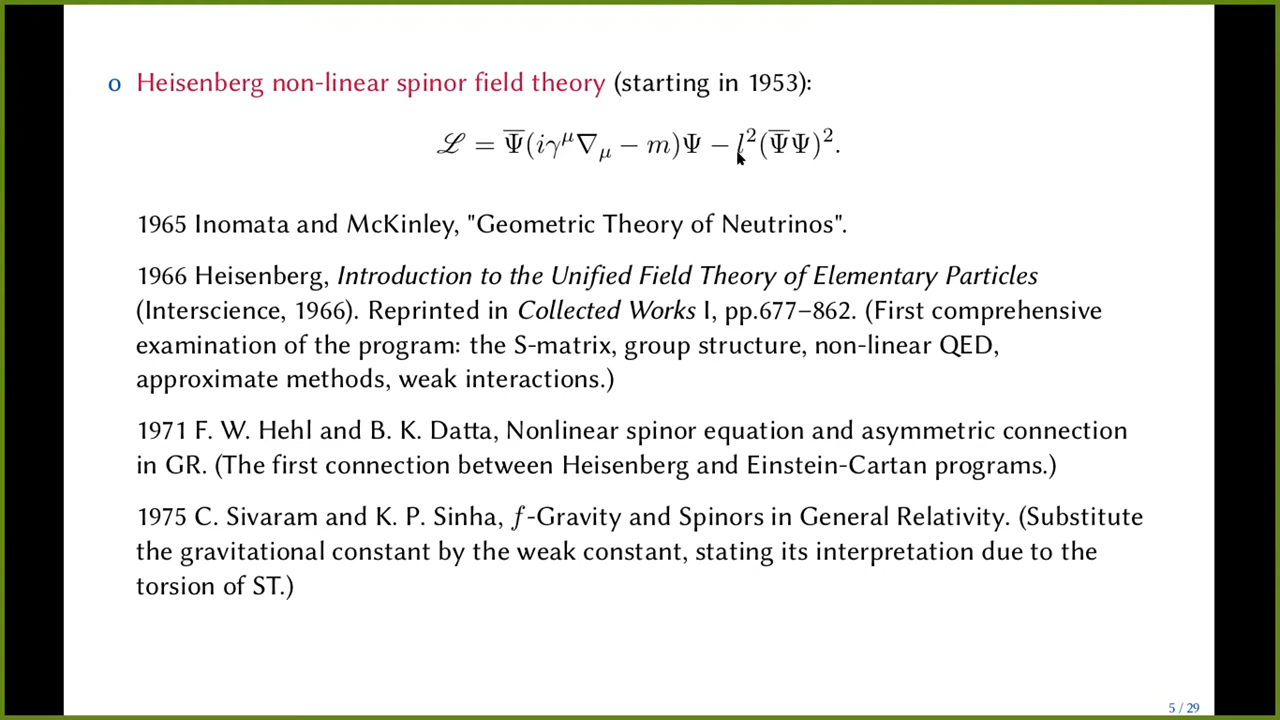 o Heisenberg non-linear spinor field theory (starting in 1953):
ℒ = Ψ̅(iγ^μ∇_μ − m)Ψ − l²(Ψ̅Ψ)².
1965 Inomata and McKinley, "Geometric Theory of Neutrinos".
1966 Heisenberg, Introduction to the Unified Field Theory of Elementary Particles
(Interscience, 1966). Reprinted in Collected Works I, pp.677–862. (First comprehensive
examination of the program: the S-matrix, group structure, non-linear QED,
approximate methods, weak interactions.)
1971 F. W. Hehl and B. K. Datta, Nonlinear spinor equation and asymmetric connection
in GR. (The first connection between Heisenberg and Einstein-Cartan programs.)
1975 C. Sivaram and K. P. Sinha, f-Gravity and Spinors in General Relativity. (Substitute
the gravitational constant by the weak constant, stating its interpretation due to the
torsion of ST.)
5 / 29